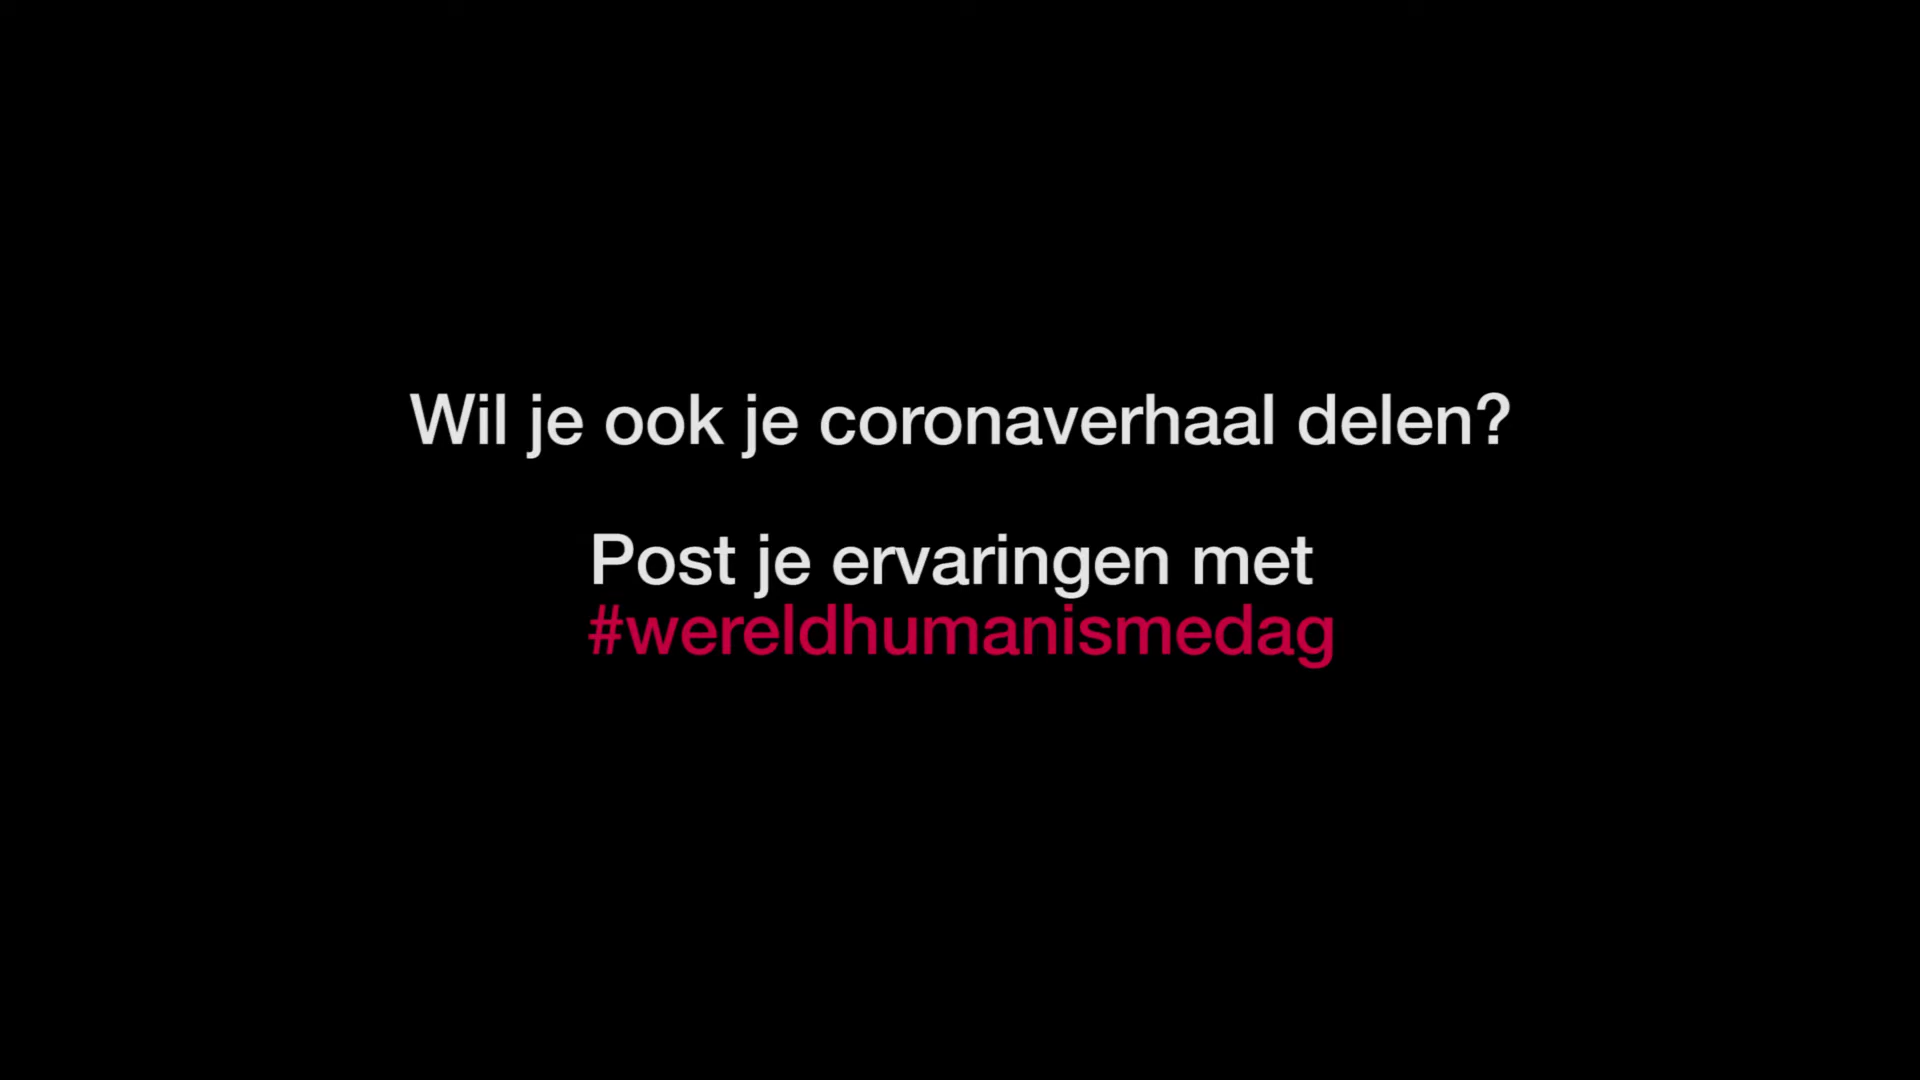 Wil je ook je coronaverhaal delen?
Post je ervaringen met
#wereldhumanismedag